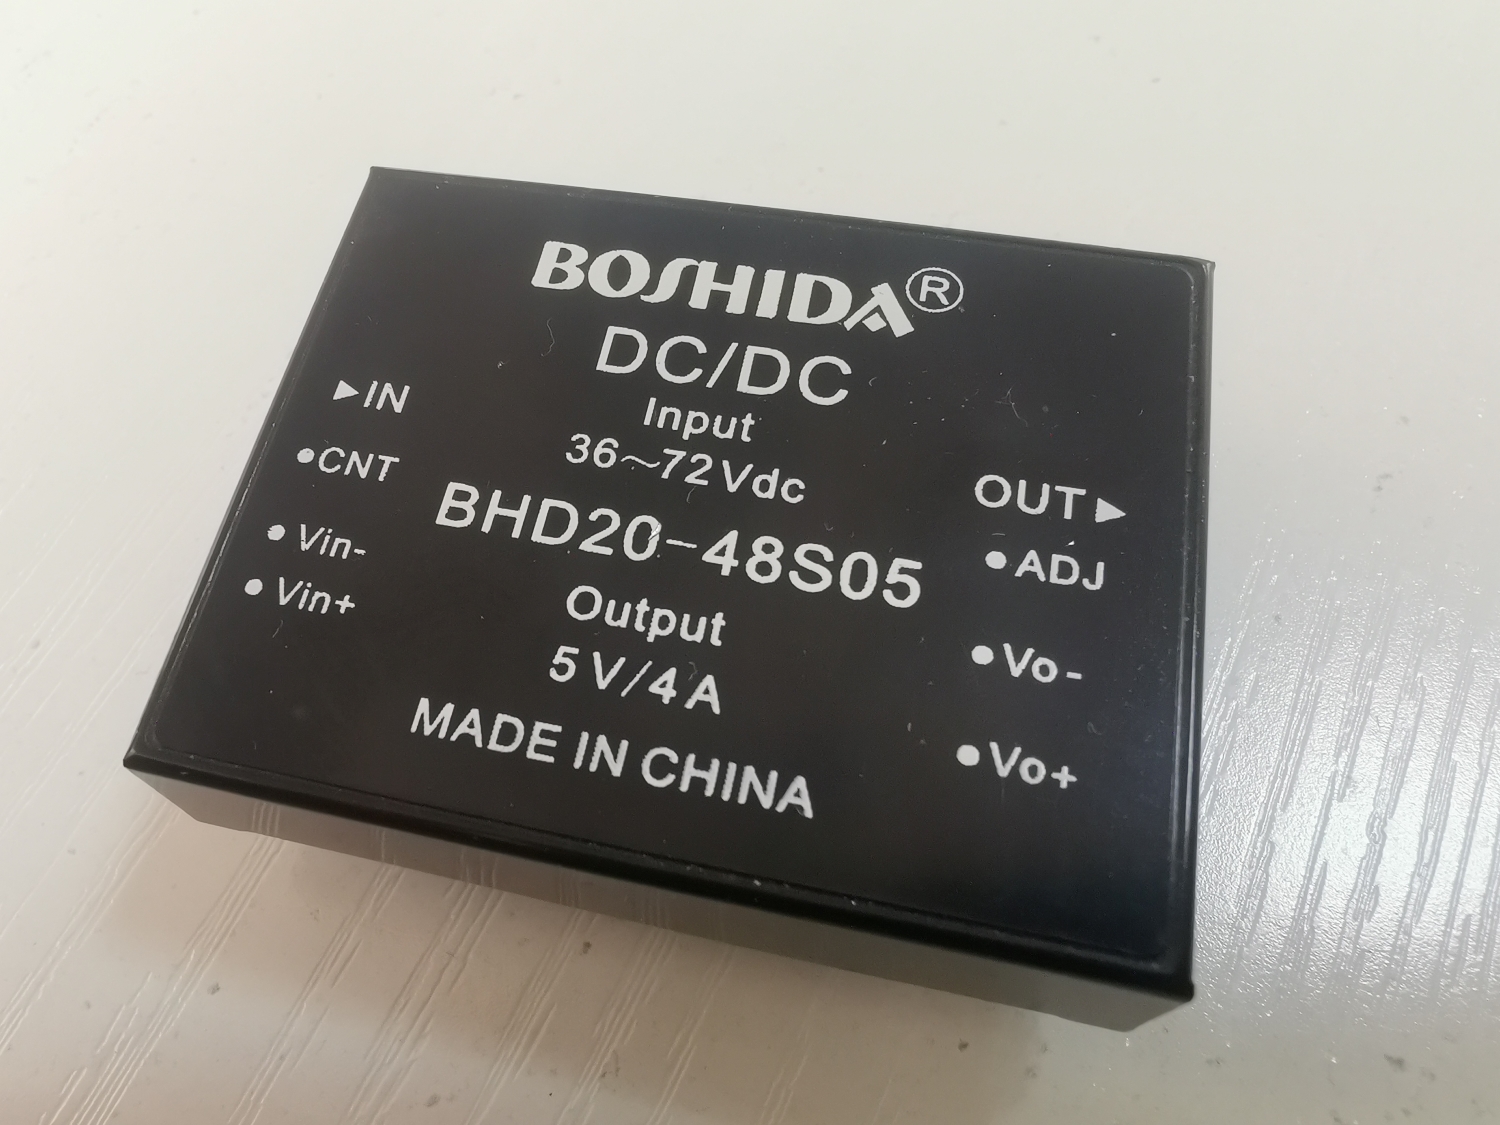 BOSHIDA®
DC/DC
Input
36～72Vdc
BHD20-48S05
Output
5V/4A
MADE IN CHINA
▶IN
●CNT
●Vin-
●Vin+
OUT▶
●ADJ
●Vo-
●Vo+